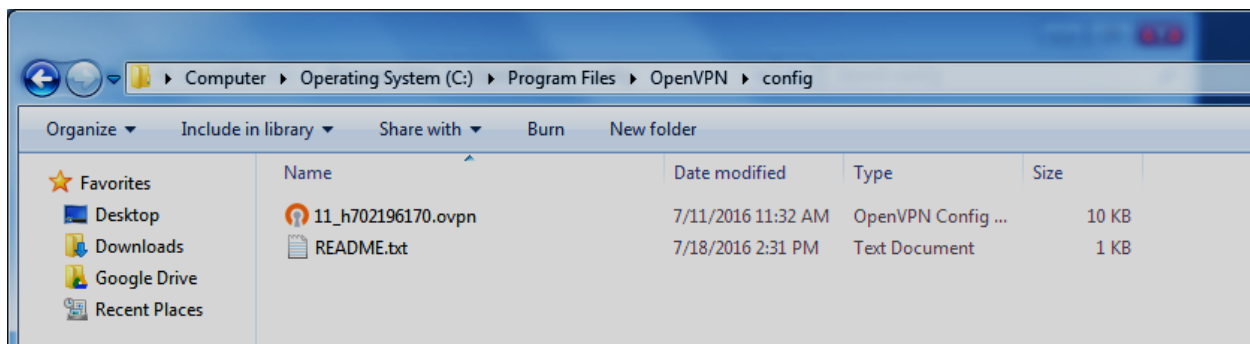 Computer Operating System (C:) Program Files OpenVPN config
Organize Include in library Share with Burn New folder
Favorites
Desktop
Downloads
Google Drive
Recent Places
Name Date modified Type Size
11_h702196170.ovpn 7/11/2016 11:32 AM OpenVPN Config ... 10 KB
README.txt 7/18/2016 2:31 PM Text Document 1 KB